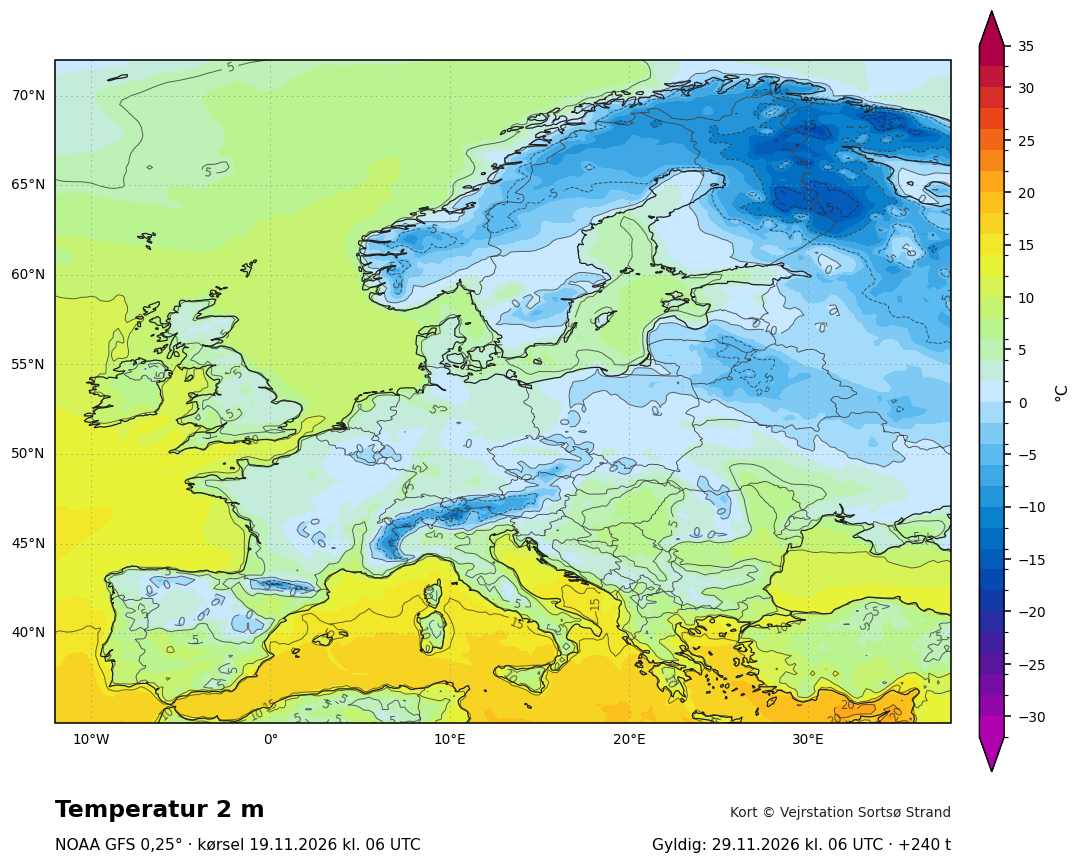 35
30
25
20
15
10
5
0
−5
−10
−15
−20
−25
−30
°C
70°N
65°N
60°N
55°N
50°N
45°N
40°N
10°W
0°
10°E
20°E
30°E
Temperatur 2 m
Kort © Vejrstation Sortsø Strand
NOAA GFS 0,25° · kørsel 19.11.2026 kl. 06 UTC
Gyldig: 29.11.2026 kl. 06 UTC · +240 t